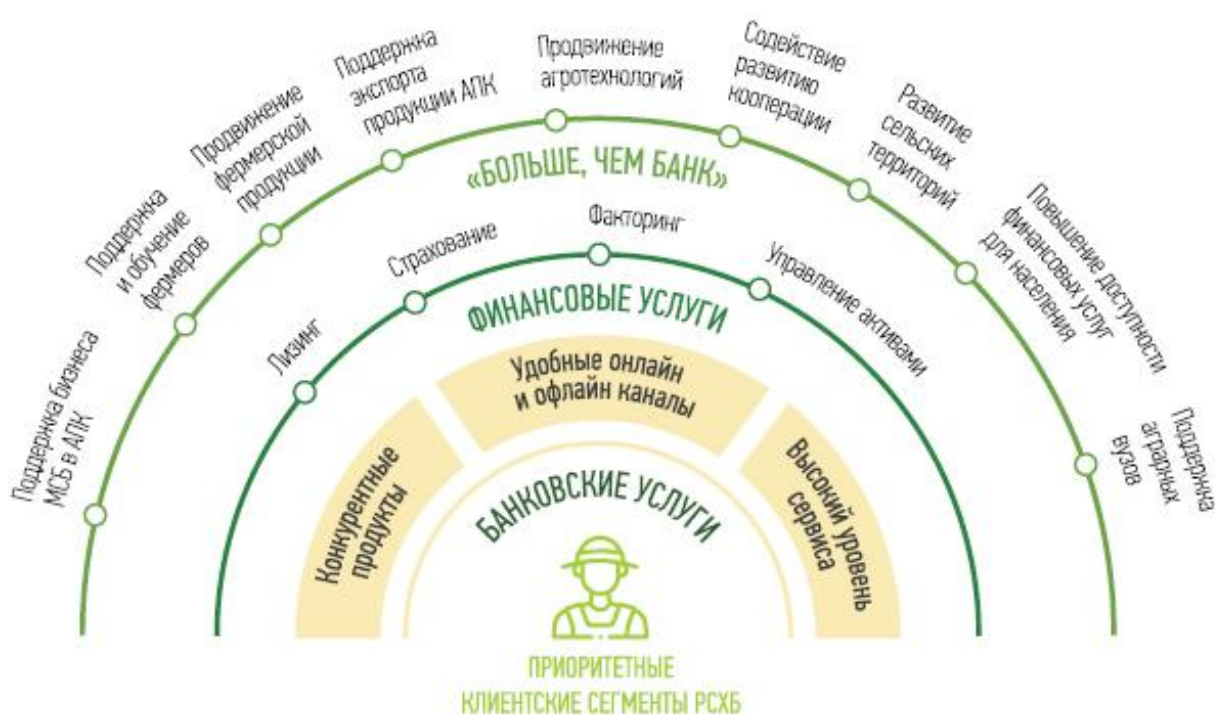 Поддержка бизнеса
МСБ в АПК
Поддержка
и обучение
фермеров
Продвижение
фермерской
продукции
Поддержка
экспорта
продукции АПК
Продвижение
агротехнологий
Содействие
развитию
кооперации
Развитие
сельских
территорий
Повышение доступности
финансовых услуг
для населения
Поддержка
аграрных
вузов
«БОЛЬШЕ, ЧЕМ БАНК»
Лизинг
Страхование
Факторинг
Управление активами
ФИНАНСОВЫЕ УСЛУГИ
Конкурентные
продукты
Удобные онлайн
и офлайн каналы
Высокий уровень
сервиса
БАНКОВСКИЕ УСЛУГИ
ПРИОРИТЕТНЫЕ
КЛИЕНТСКИЕ СЕГМЕНТЫ РСХБ